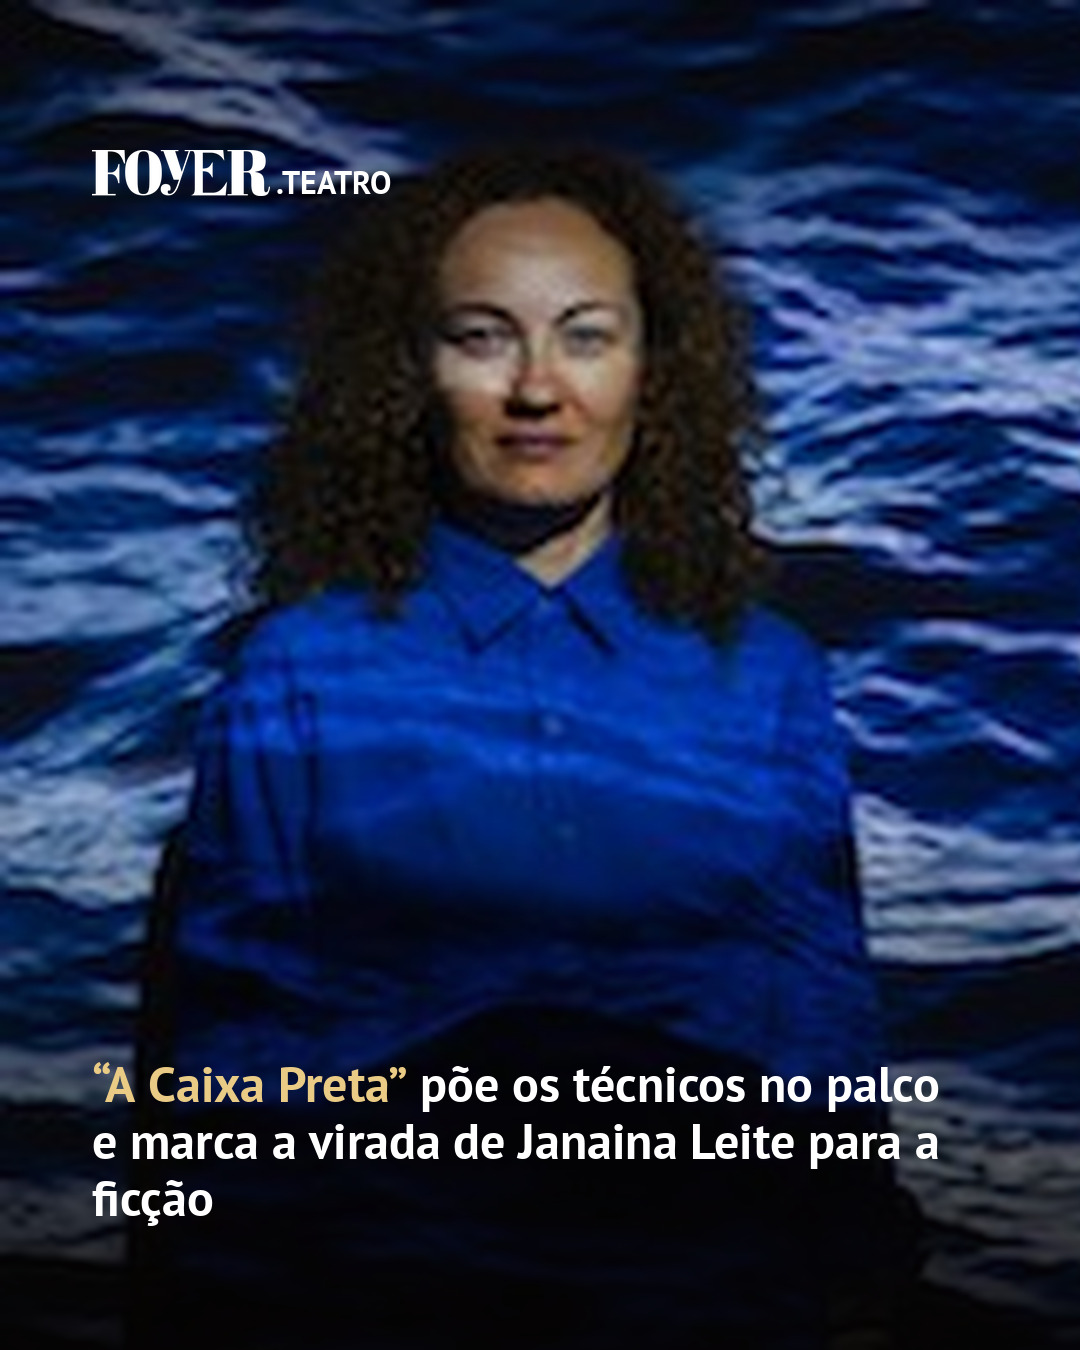 FOYER.TEATRO
“A Caixa Preta” põe os técnicos no palco
e marca a virada de Janaina Leite para a
ficção